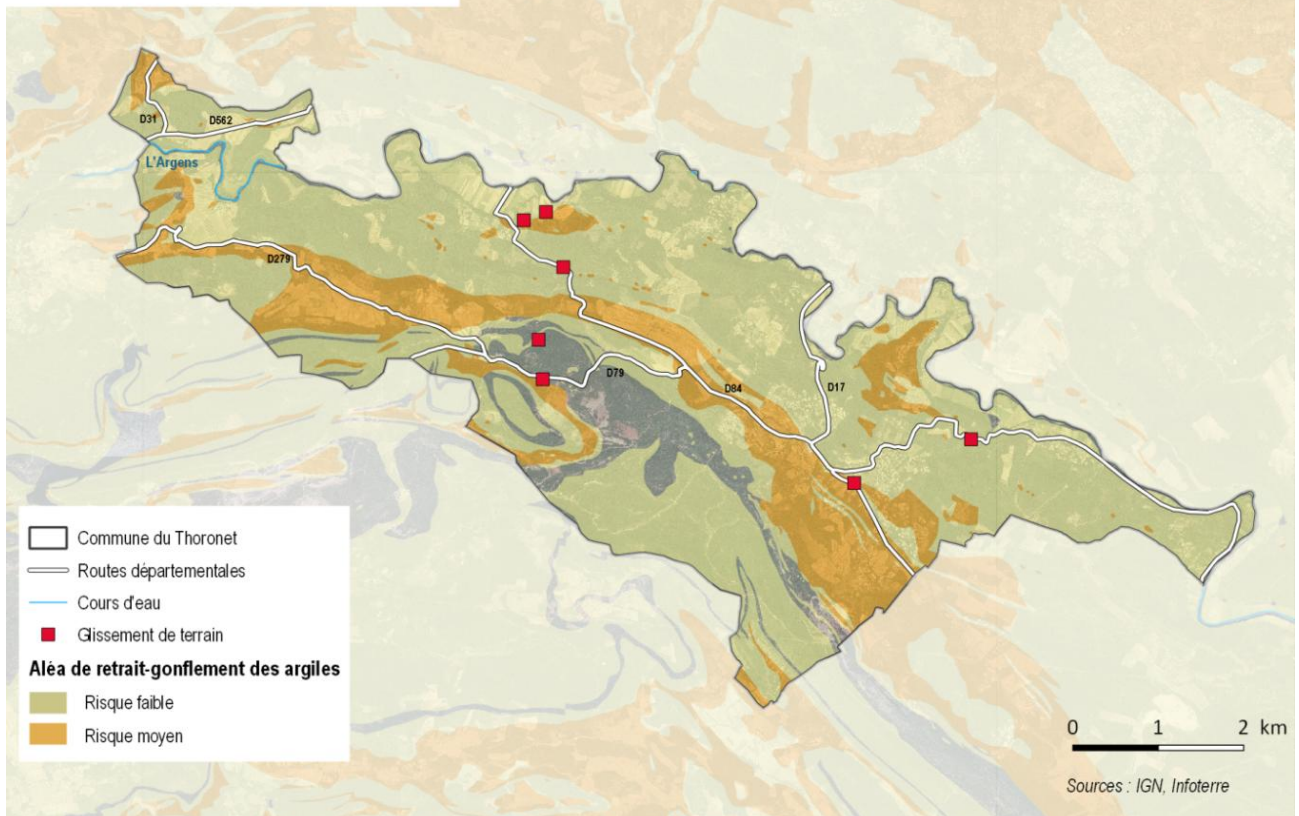 D31
D562
L'Argens
D279
D79
D84
D17
Commune du Thoronet
Routes départementales
Cours d'eau
Glissement de terrain
Aléa de retrait-gonflement des argiles
Risque faible
Risque moyen
0 1 2 km
Sources : IGN, Infoterre